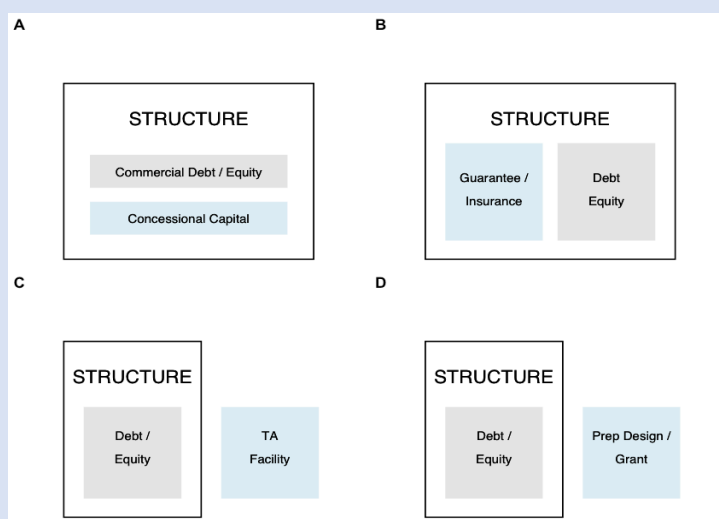 A
B
STRUCTURE
Commercial Debt / Equity
Concessional Capital
STRUCTURE
Guarantee /
Insurance
Debt
Equity
C
D
STRUCTURE
Debt /
Equity
TA
Facility
STRUCTURE
Debt /
Equity
Prep Design /
Grant